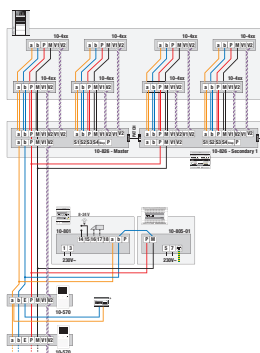 10-4xx 10-4xx 10-4xx 10-4xx
a b P M V1 V2 a b P M V1 V2 a b P M V1 V2 a b P M V1 V2
10-4xx 10-4xx 10-4xx 10-4xx
a b P M V1 V2 a b P M V1 V2 a b P M V1 V2 a b P M V1 V2
S1 S2 S3 S4 P S1 S2 S3 S4 P
10-826 - Master 10-826 - Secondary 1
4-24V
10-801 10-805-01
14 15 16 17 18 a b P P M
1 3 5 7
230V~ 230V~
a b E P M V1 V2 a b
10-570
a b E P M V1 V2
10-570